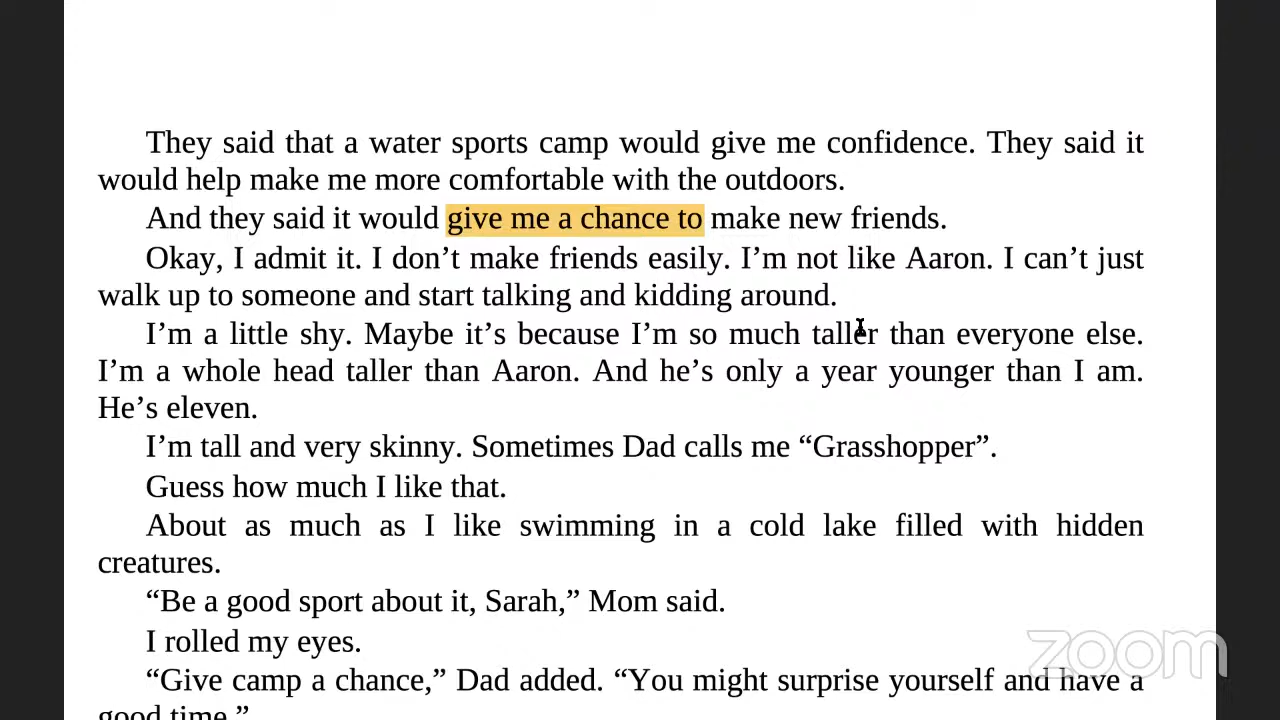 They said that a water sports camp would give me confidence. They said it
would help make me more comfortable with the outdoors.
And they said it would give me a chance to make new friends.
Okay, I admit it. I don’t make friends easily. I’m not like Aaron. I can’t just
walk up to someone and start talking and kidding around.
I’m a little shy. Maybe it’s because I’m so much taller than everyone else.
I’m a whole head taller than Aaron. And he’s only a year younger than I am.
He’s eleven.
I’m tall and very skinny. Sometimes Dad calls me “Grasshopper”.
Guess how much I like that.
About as much as I like swimming in a cold lake filled with hidden
creatures.
“Be a good sport about it, Sarah,” Mom said.
I rolled my eyes.
“Give camp a chance,” Dad added. “You might surprise yourself and have a
good time.”
zoom